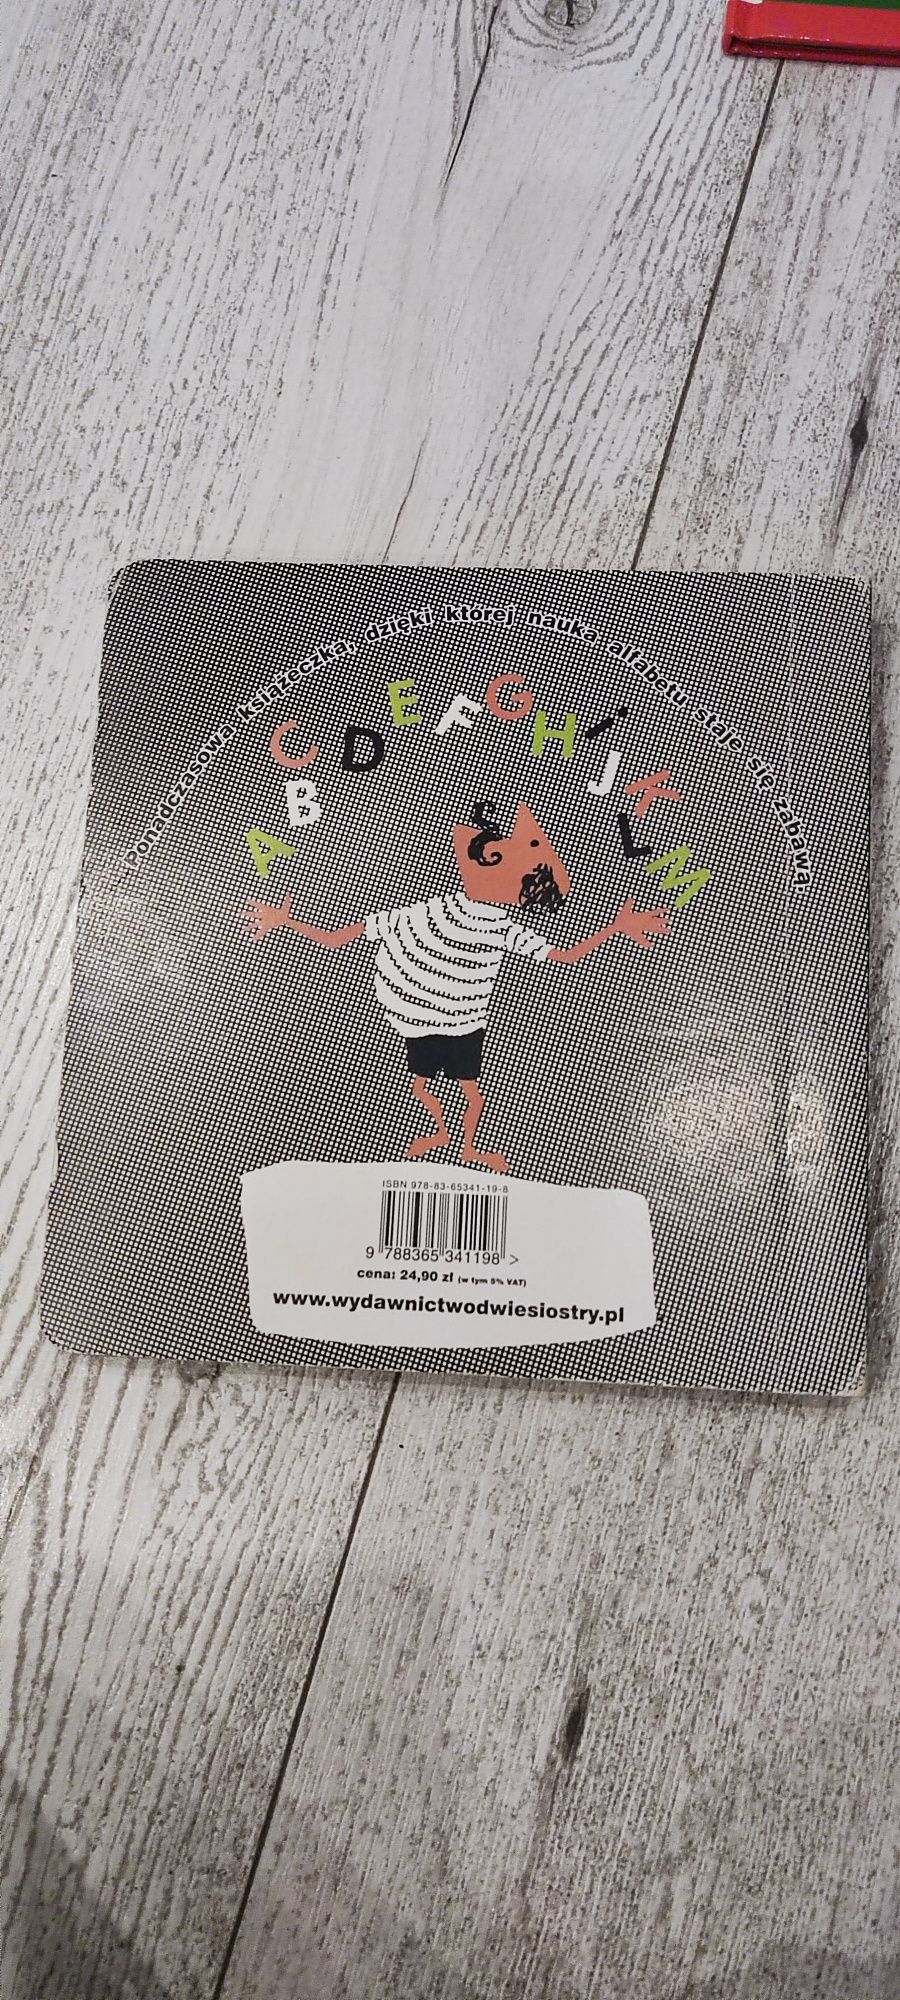 Ponadczasowa książeczka, dzięki której nauka alfabetu staje się zabawą
A B C D E F G H i J K L M
ISBN 978-83-65341-19-8
9 788365 341198 >
cena: 24,90 zł (w tym 5% VAT)
www.wydawnictwodwiesiostry.pl